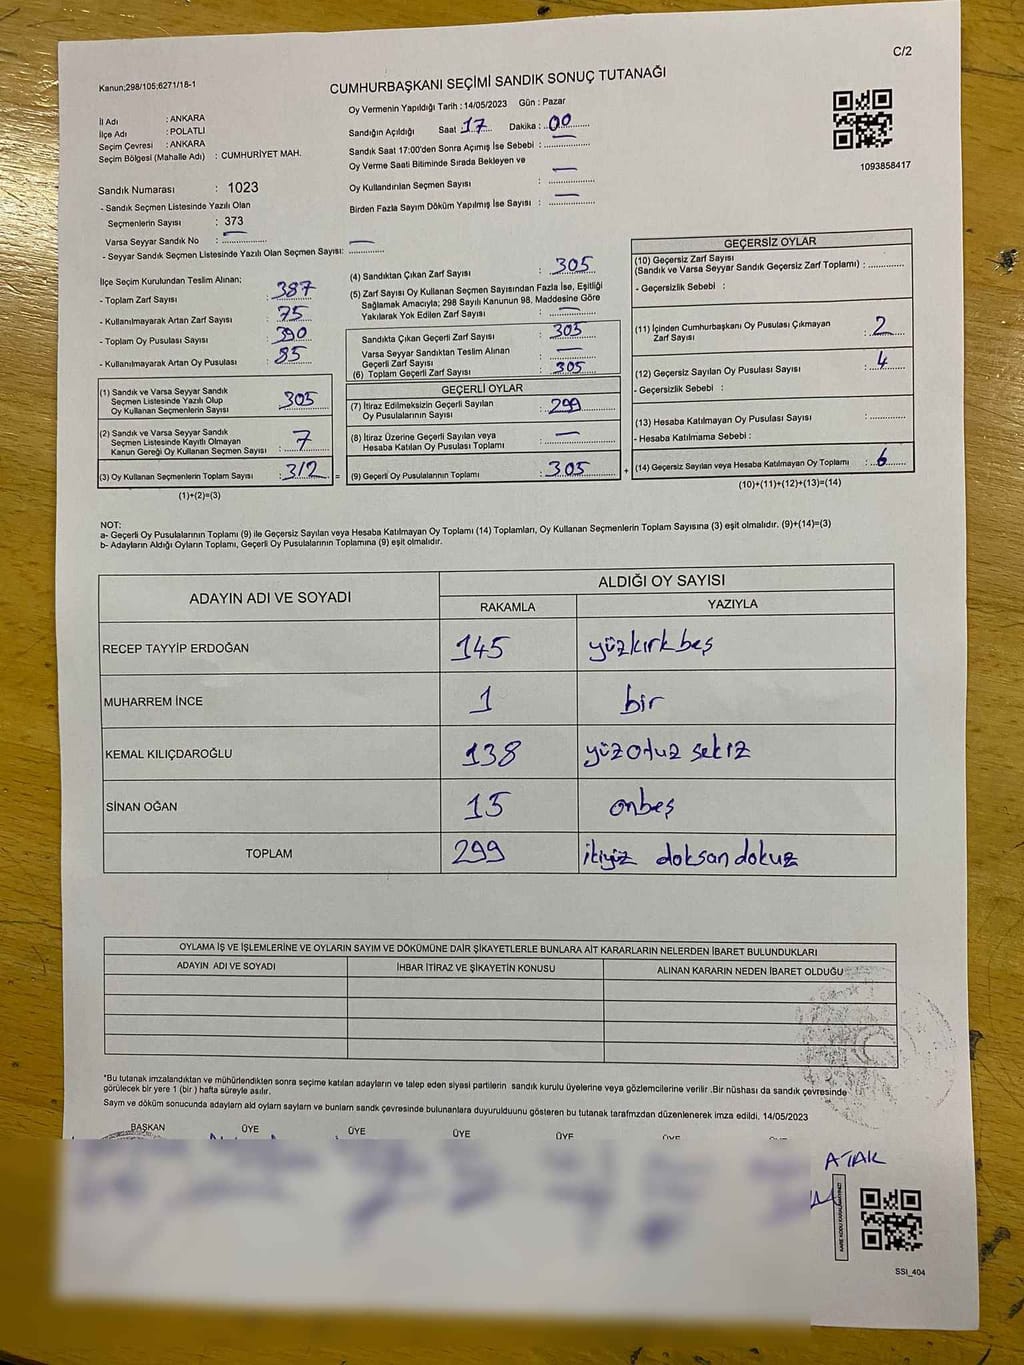 C/2
Kanun;298/105;6271/18-1
CUMHURBAŞKANI SEÇİMİ SANDIK SONUÇ TUTANAĞI
İl Adı : ANKARA
İlçe Adı : POLATLI
Seçim Çevresi : ANKARA
Seçim Bölgesi (Mahalle Adı) : CUMHURİYET MAH.
Sandık Numarası : 1023
- Sandık Seçmen Listesinde Yazılı Olan
Seçmenlerin Sayısı : 373
Varsa Seyyar Sandık No : —
- Seyyar Sandık Seçmen Listesinde Yazılı Olan Seçmen Sayısı: —
Oy Vermenin Yapıldığı Tarih : 14/05/2023 Gün : Pazar
Sandığın Açıldığı Saat 17 Dakika : 00
Sandık Saat 17:00'den Sonra Açımış İse Sebebi : —
Oy Verme Saati Bitiminde Sırada Bekleyen ve
Oy Kullandırılan Seçmen Sayısı : —
Birden Fazla Sayım Döküm Yapılmış İse Sayısı : —
1093858417
İlçe Seçim Kurulundan Teslim Alınan;
- Toplam Zarf Sayısı : 387
- Kullanılmayarak Artan Zarf Sayısı : 75
- Toplam Oy Pusulası Sayısı : 390
- Kullanılmayarak Artan Oy Pusulası : 85
(1) Sandık ve Varsa Seyyar Sandık
Seçmen Listesinde Yazılı Olup
Oy Kullanan Seçmenlerin Sayısı : 305
(2) Sandık ve Varsa Seyyar Sandık
Seçmen Listesinde Kayıtlı Olmayan
Kanun Gereği Oy Kullanan Seçmen Sayısı : 7
(3) Oy Kullanan Seçmenlerin Toplam Sayısı : 312 =
(1)+(2)=(3)
(4) Sandıktan Çıkan Zarf Sayısı : 305
(5) Zarf Sayısı Oy Kullanan Seçmen Sayısından Fazla İse, Eşitliği
Sağlamak Amacıyla; 298 Sayılı Kanunun 98. Maddesine Göre
Yakılarak Yok Edilen Zarf Sayısı : —
Sandıkta Çıkan Geçerli Zarf Sayısı : 305
Varsa Seyyar Sandıktan Teslim Alınan
Geçerli Zarf Sayısı : —
(6) Toplam Geçerli Zarf Sayısı : 305
GEÇERLİ OYLAR
(7) İtiraz Edilmeksizin Geçerli Sayılan
Oy Pusulalarının Sayısı : 299
(8) İtiraz Üzerine Geçerli Sayılan veya
Hesaba Katılan Oy Pusulası Toplamı : —
(9) Geçerli Oy Pusulalarının Toplamı : 305 +
GEÇERSİZ OYLAR
(10) Geçersiz Zarf Sayısı
(Sandık ve Varsa Seyyar Sandık Geçersiz Zarf Toplamı) :
- Geçersizlik Sebebi :
(11) İçinden Cumhurbaşkanı Oy Pusulası Çıkmayan
Zarf Sayısı : 2
(12) Geçersiz Sayılan Oy Pusulası Sayısı : 4
- Geçersizlik Sebebi :
(13) Hesaba Katılmayan Oy Pusulası Sayısı :
- Hesaba Katılmama Sebebi :
(14) Geçersiz Sayılan veya Hesaba Katılmayan Oy Toplamı : 6
(10)+(11)+(12)+(13)=(14)
NOT:
a- Geçerli Oy Pusulalarının Toplamı (9) ile Geçersiz Sayılan veya Hesaba Katılmayan Oy Toplamı (14) Toplamları, Oy Kullanan Seçmenlerin Toplam Sayısına (3) eşit olmalıdır. (9)+(14)=(3)
b- Adayların Aldığı Oyların Toplamı, Geçerli Oy Pusulalarının Toplamına (9) eşit olmalıdır.
ADAYIN ADI VE SOYADI ALDIĞI OY SAYISI
RAKAMLA YAZIYLA
RECEP TAYYİP ERDOĞAN 145 yüzkırkbeş
MUHARREM İNCE 1 bir
KEMAL KILIÇDAROĞLU 138 yüzotuz sekiz
SİNAN OĞAN 15 onbeş
TOPLAM 299 ikiyüz doksan dokuz
OYLAMA İŞ VE İŞLEMLERİNE VE OYLARIN SAYIM VE DÖKÜMÜNE DAİR ŞİKAYETLERLE BUNLARA AİT KARARLARIN NELERDEN İBARET BULUNDUKLARI
ADAYIN ADI VE SOYADI İHBAR İTİRAZ VE ŞİKAYETİN KONUSU ALINAN KARARIN NEDEN İBARET OLDUĞU
*Bu tutanak imzalandıktan ve mühürlendikten sonra seçime katılan adayların ve talep eden siyasi partilerin sandık kurulu üyelerine veya gözlemcilerine verilir .Bir nüshası da sandık çevresinde
görülecek bir yere 1 (bir ) hafta süreyle asılır.
Sayım ve döküm sonucunda adayların ald oyların sayların ve bunların sandk çevresinde bulunanlara duyurulduunu gösteren bu tutanak tarafmzdan düzenlenerek imza edildi, 14/05/2023
BAŞKAN ÜYE ÜYE ÜYE ÜYE ÜYE
ATAK
SSI_404